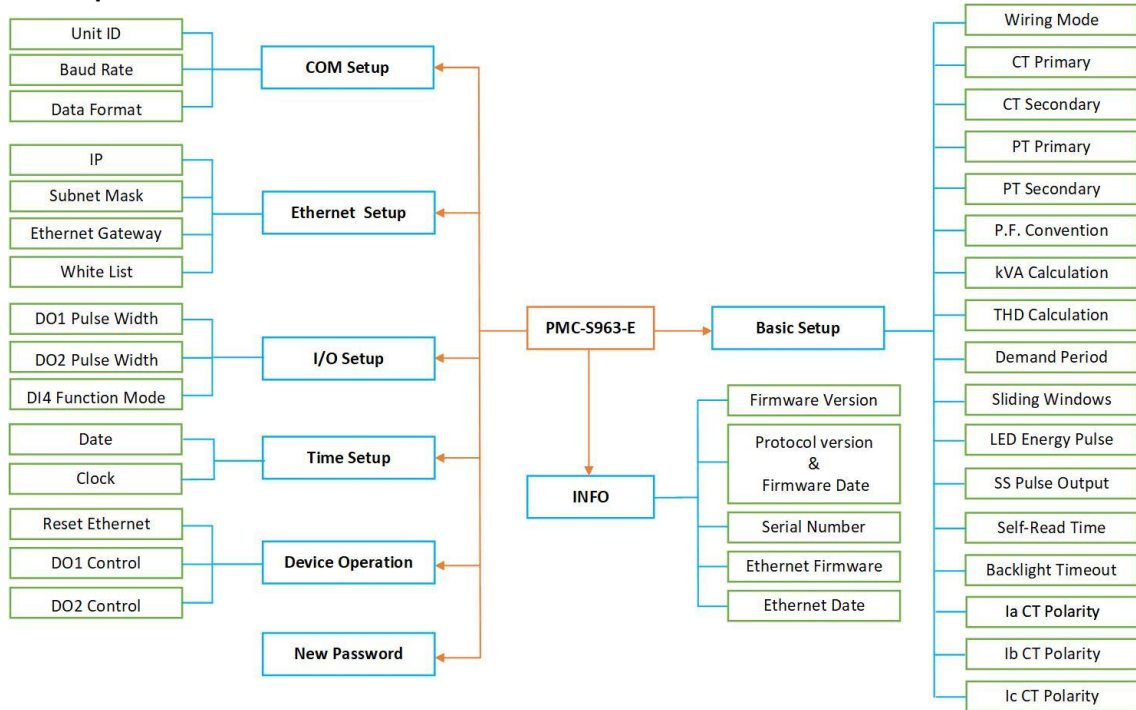 Unit ID
Baud Rate
Data Format
COM Setup
IP
Subnet Mask
Ethernet Gateway
White List
Ethernet Setup
DO1 Pulse Width
DO2 Pulse Width
DI4 Function Mode
I/O Setup
Date
Clock
Time Setup
Reset Ethernet
DO1 Control
DO2 Control
Device Operation
New Password
PMC-S963-E
INFO
Firmware Version
Protocol version
&
Firmware Date
Serial Number
Ethernet Firmware
Ethernet Date
Basic Setup
Wiring Mode
CT Primary
CT Secondary
PT Primary
PT Secondary
P.F. Convention
kVA Calculation
THD Calculation
Demand Period
Sliding Windows
LED Energy Pulse
SS Pulse Output
Self-Read Time
Backlight Timeout
Ia CT Polarity
Ib CT Polarity
Ic CT Polarity